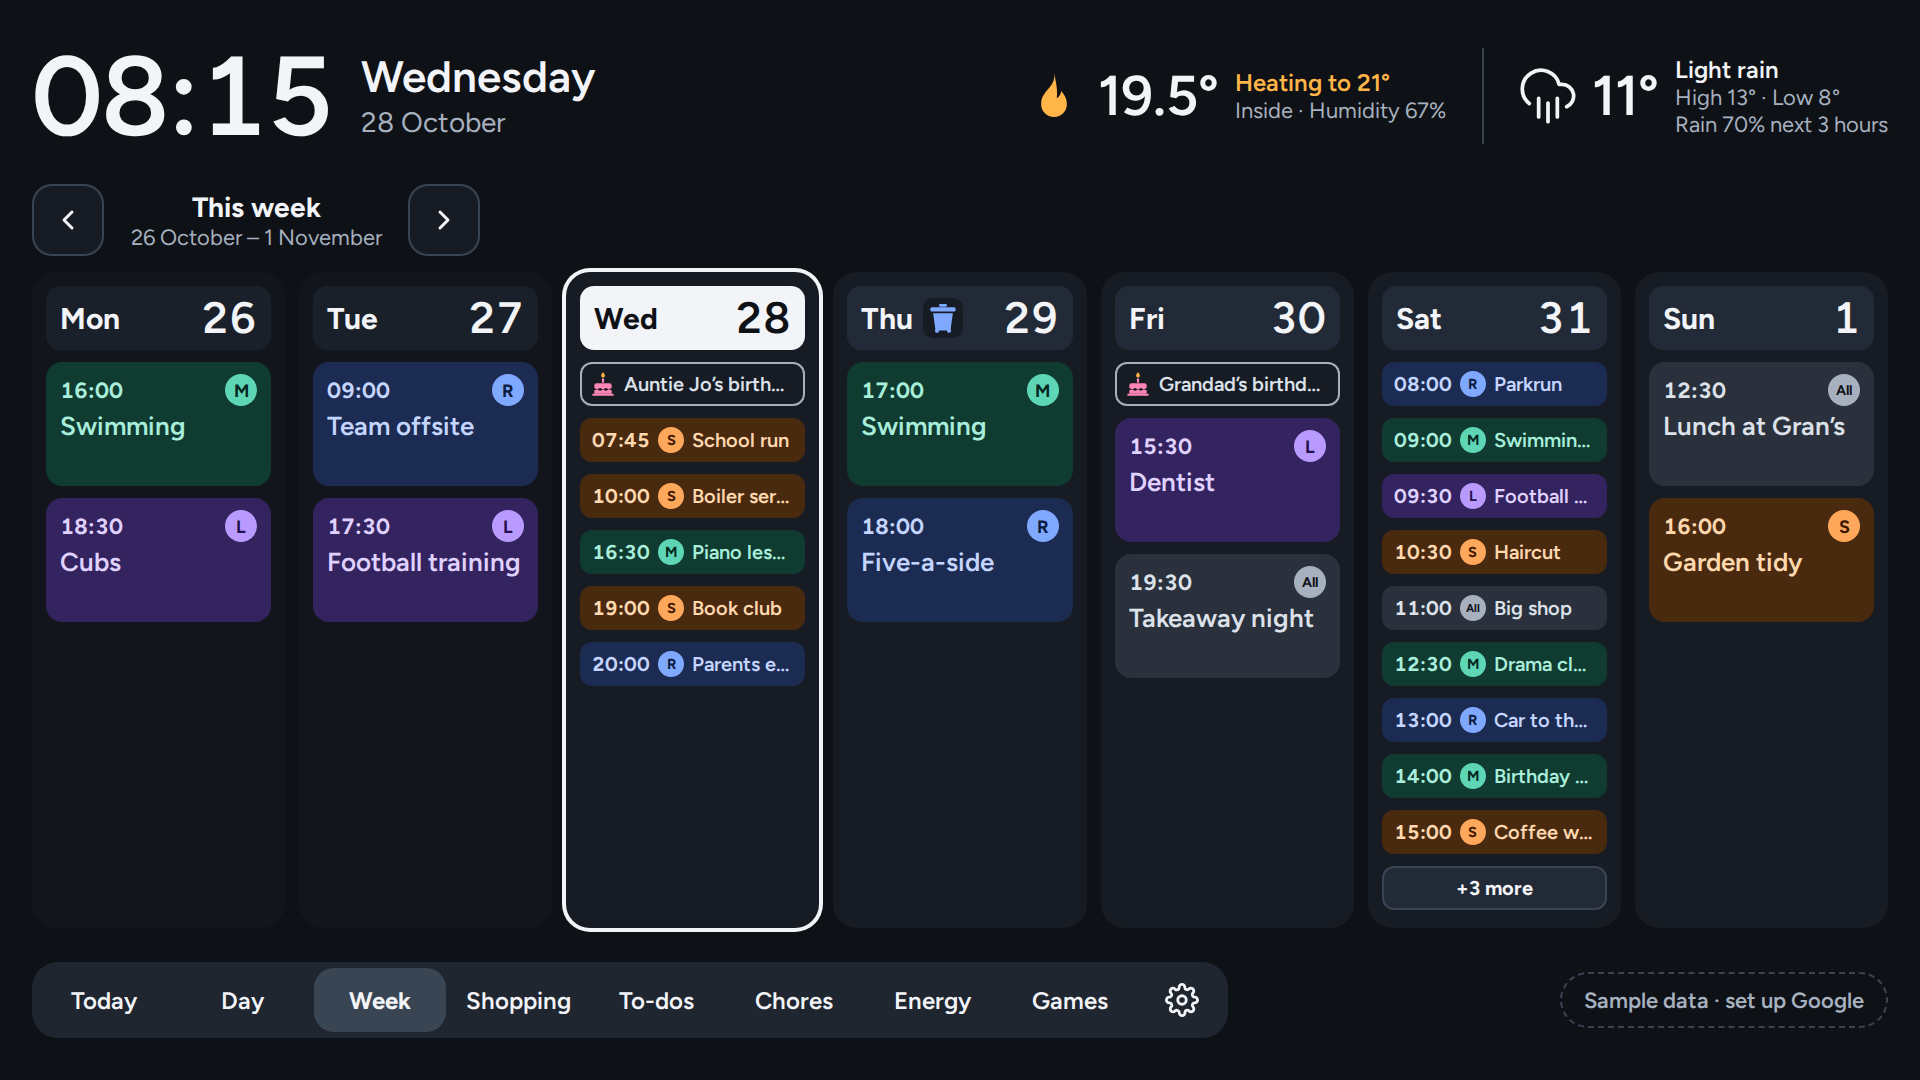 08:15
Wednesday
28 October
19.5°
Heating to 21°
Inside · Humidity 67%
11°
Light rain
High 13° · Low 8°
Rain 70% next 3 hours
This week
26 October – 1 November
Mon 26
16:00 M
Swimming
18:30 L
Cubs
Tue 27
09:00 R
Team offsite
17:30 L
Football training
Wed 28
Auntie Jo’s birth...
07:45 S School run
10:00 S Boiler ser...
16:30 M Piano les...
19:00 S Book club
20:00 R Parents e...
Thu 29
17:00 M
Swimming
18:00 R
Five-a-side
Fri 30
Grandad’s birthd...
15:30 L
Dentist
19:30 All
Takeaway night
Sat 31
08:00 R Parkrun
09:00 M Swimmin...
09:30 L Football ...
10:30 S Haircut
11:00 All Big shop
12:30 M Drama cl...
13:00 R Car to th...
14:00 M Birthday ...
15:00 S Coffee w...
+3 more
Sun 1
12:30 All
Lunch at Gran’s
16:00 S
Garden tidy
Today
Day
Week
Shopping
To-dos
Chores
Energy
Games
Sample data · set up Google